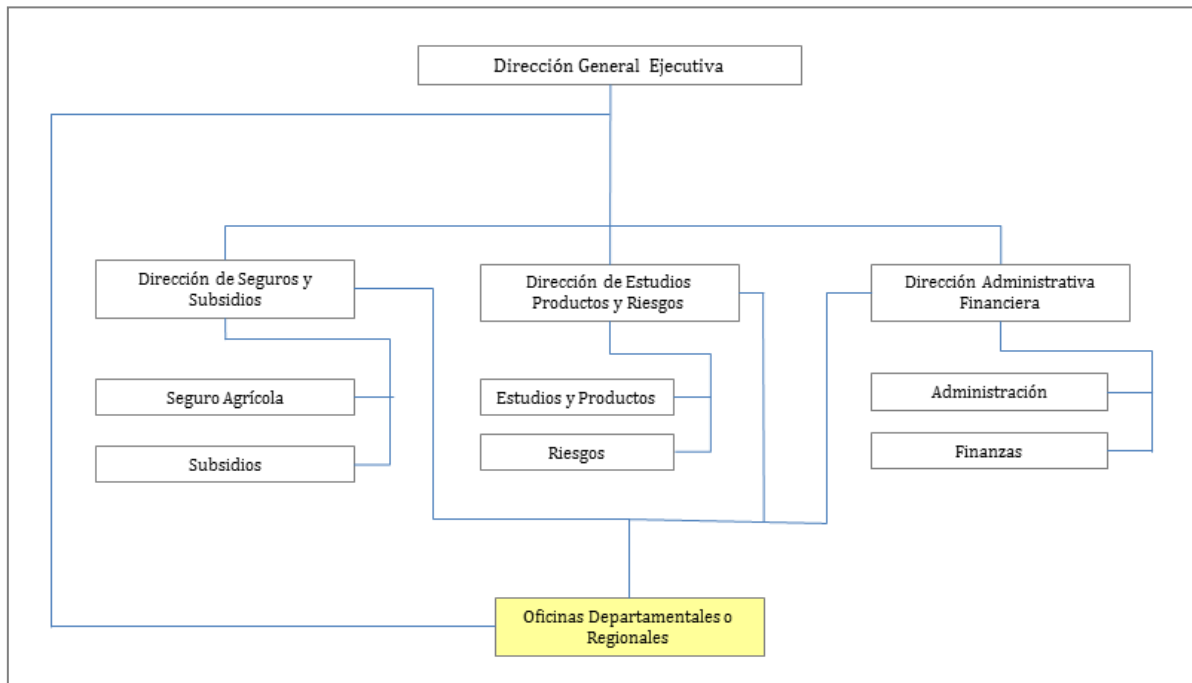 Dirección General Ejecutiva
Dirección de Seguros y
Subsidios
Dirección de Estudios
Productos y Riesgos
Dirección Administrativa
Financiera
Seguro Agrícola
Estudios y Productos
Administración
Subsidios
Riesgos
Finanzas
Oficinas Departamentales o
Regionales